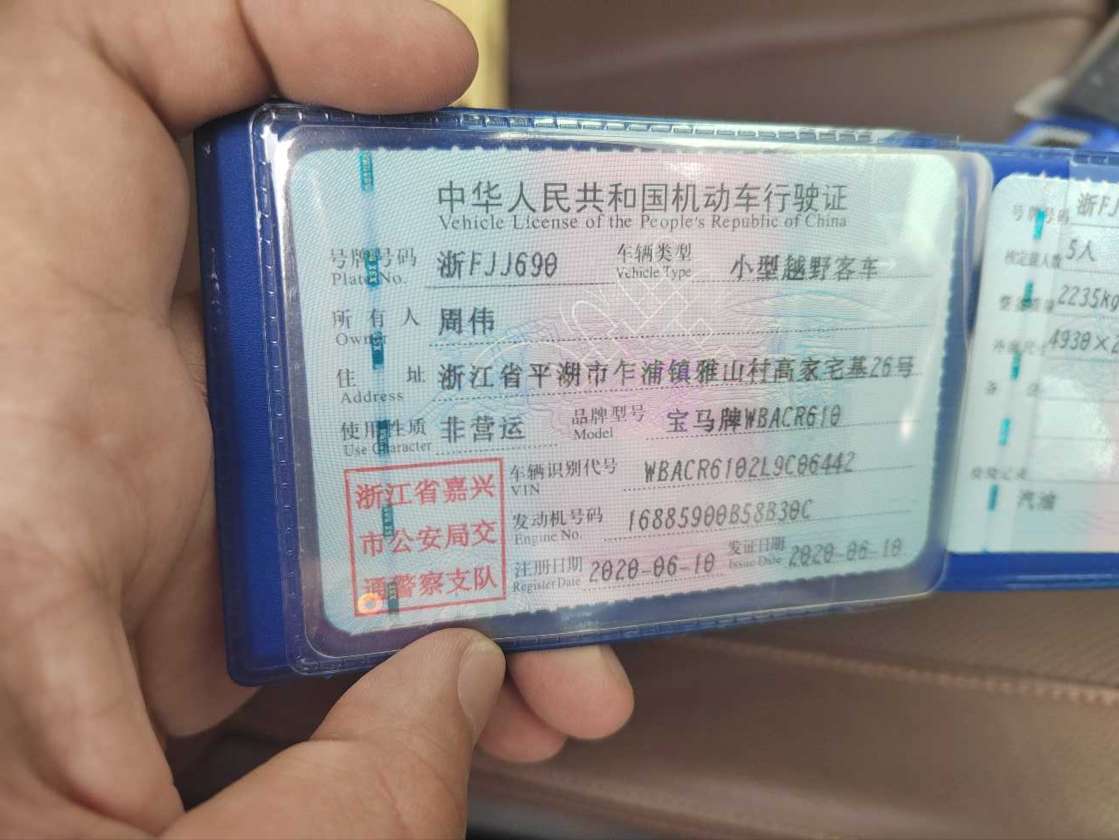 中华人民共和国机动车行驶证
Vehicle License of the People's Republic of China
号牌号码 浙FJJ690 车辆类型 小型越野客车
Plate No. Vehicle Type
所有人 周伟
Owner
住址 浙江省平湖市乍浦镇雅山村高家宅基26号
Address
使用性质 非营运 品牌型号 宝马牌WBACR610
Use Character Model
浙江省嘉兴
市公安局交
通警察支队
车辆识别代号 WBACR6102L9C06442
VIN
发动机号码 16885900B58B30C
Engine No.
注册日期 2020-06-10 发证日期 2020-06-10
Register Date Issue Date
号牌号码 浙F
5人
2235K
4930×2
汽油